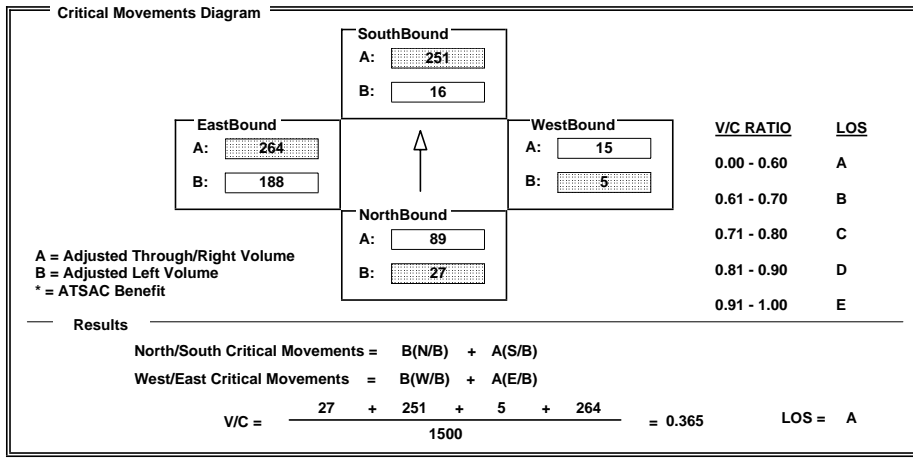 Critical Movements Diagram
SouthBound
A: 251
B: 16
EastBound
A: 264
B: 188
WestBound
A: 15
B: 5
NorthBound
A: 89
B: 27
V/C RATIO LOS
0.00 - 0.60 A
0.61 - 0.70 B
0.71 - 0.80 C
0.81 - 0.90 D
0.91 - 1.00 E
A = Adjusted Through/Right Volume
B = Adjusted Left Volume
* = ATSAC Benefit
Results
North/South Critical Movements = B(N/B) + A(S/B)
West/East Critical Movements = B(W/B) + A(E/B)
V/C = 27 + 251 + 5 + 264 = 0.365 LOS = A
1500